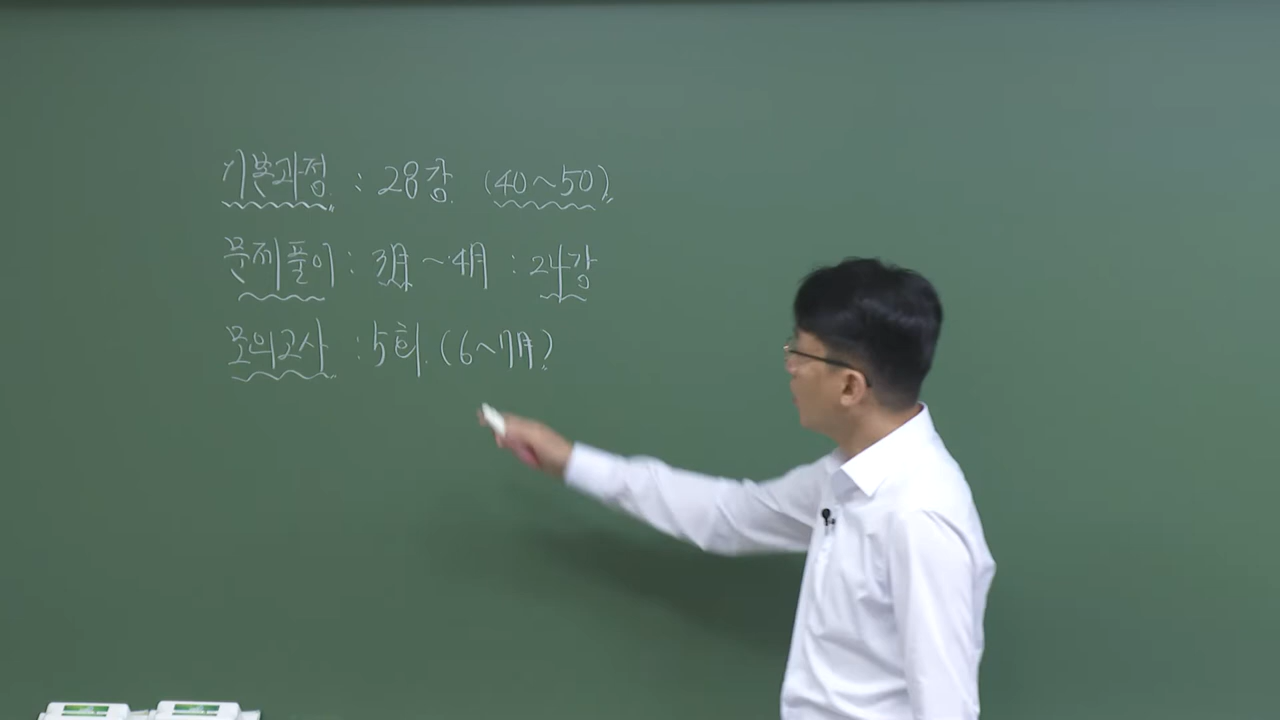 기본과정 : 28강 (40~50)
문제풀이 : 3月~4月 : 24강
모의고사 : 5회 (6~7月)